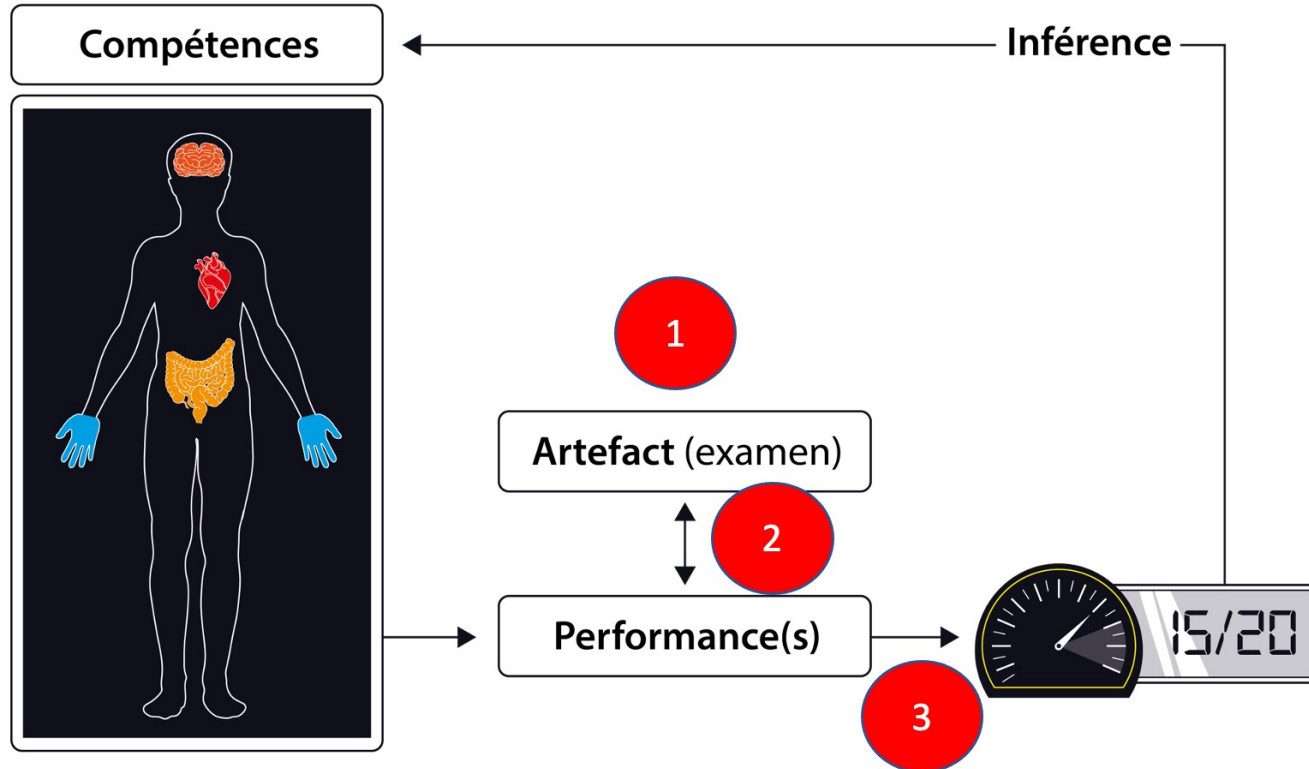 Compétences
Inférence
1
Artefact (examen)
2
Performance(s)
15/20
3